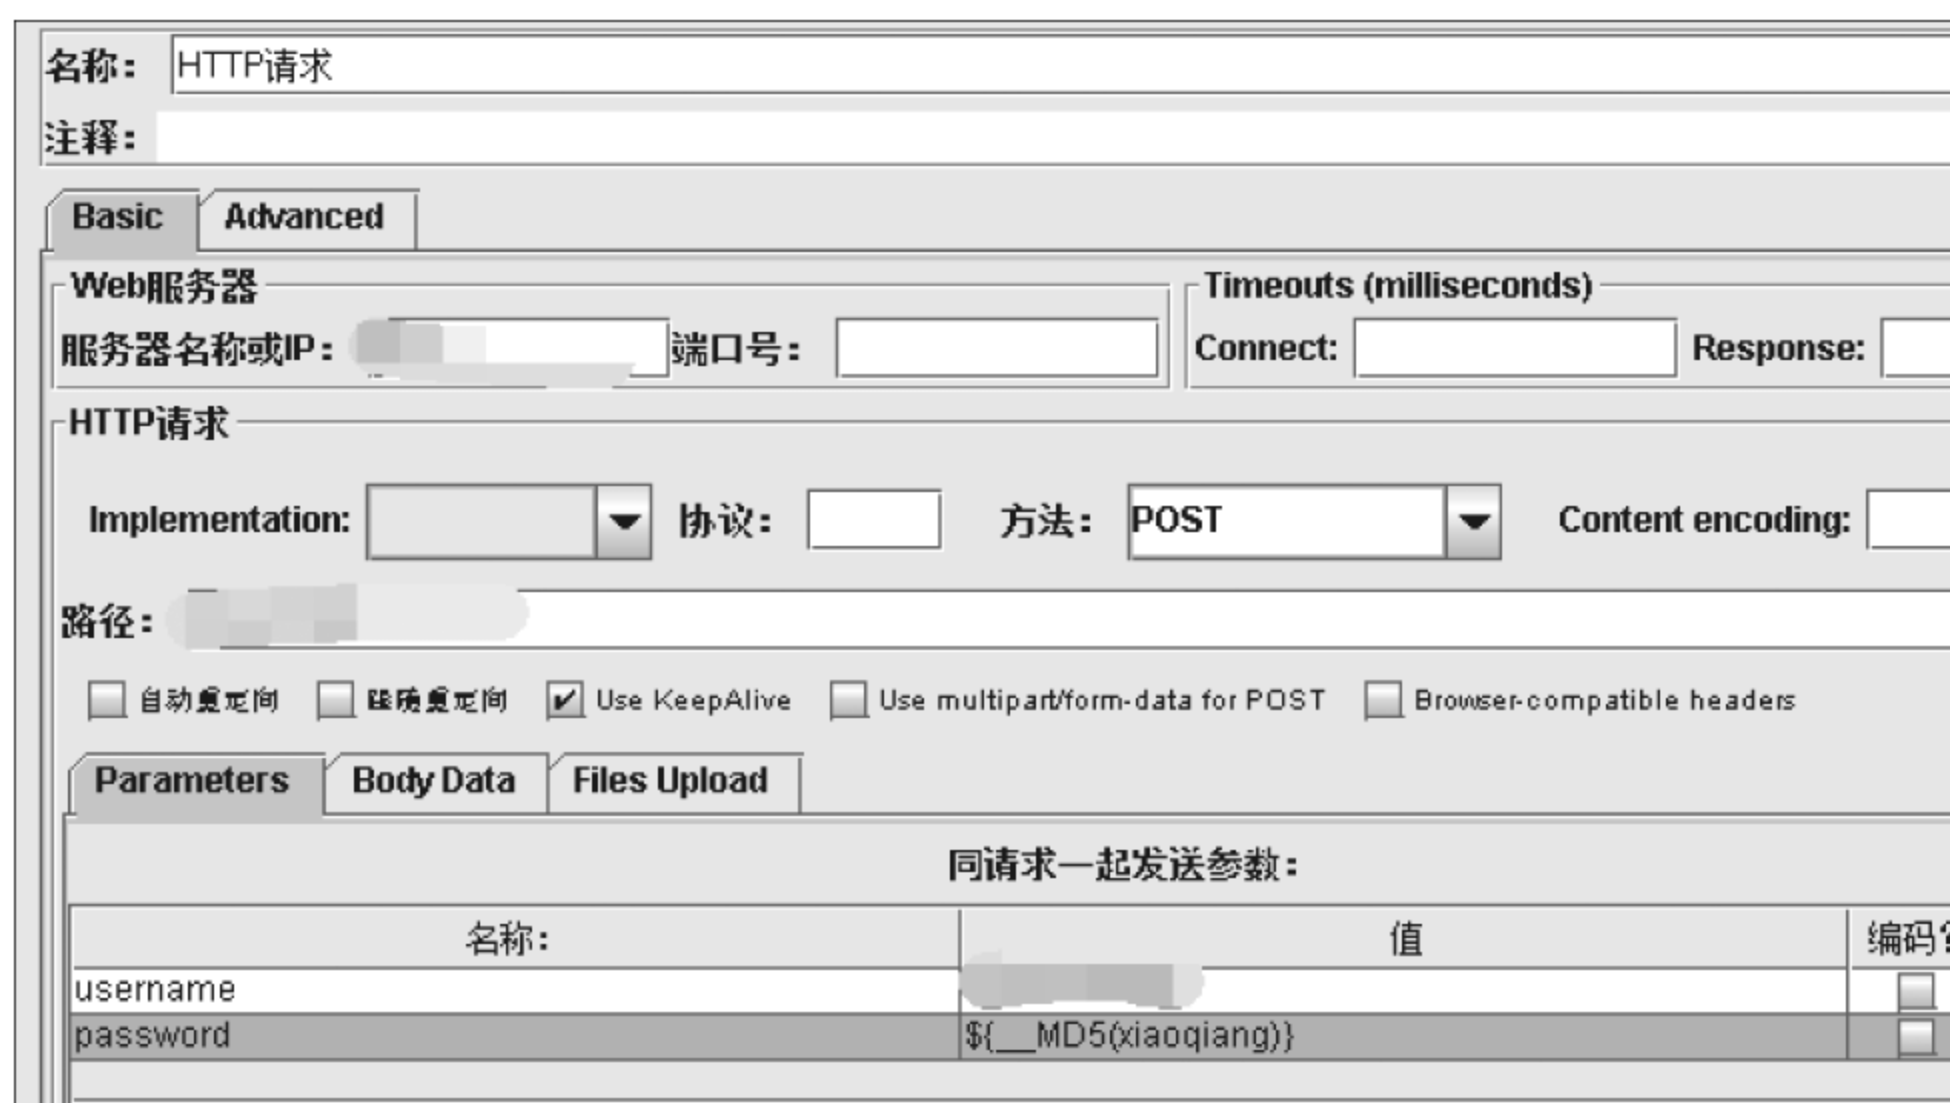 名称： HTTP请求
注释：
Basic Advanced
Web服务器 Timeouts (milliseconds)
服务器名称或IP： 端口号： Connect: Response:
HTTP请求
Implementation: 协议： 方法： POST Content encoding:
路径：
自动重定向 跟随重定向 Use KeepAlive Use multipart/form-data for POST Browser-compatible headers
Parameters Body Data Files Upload
同请求一起发送参数：
名称： 值 编码?
username
password ${__MD5(xiaoqiang)}